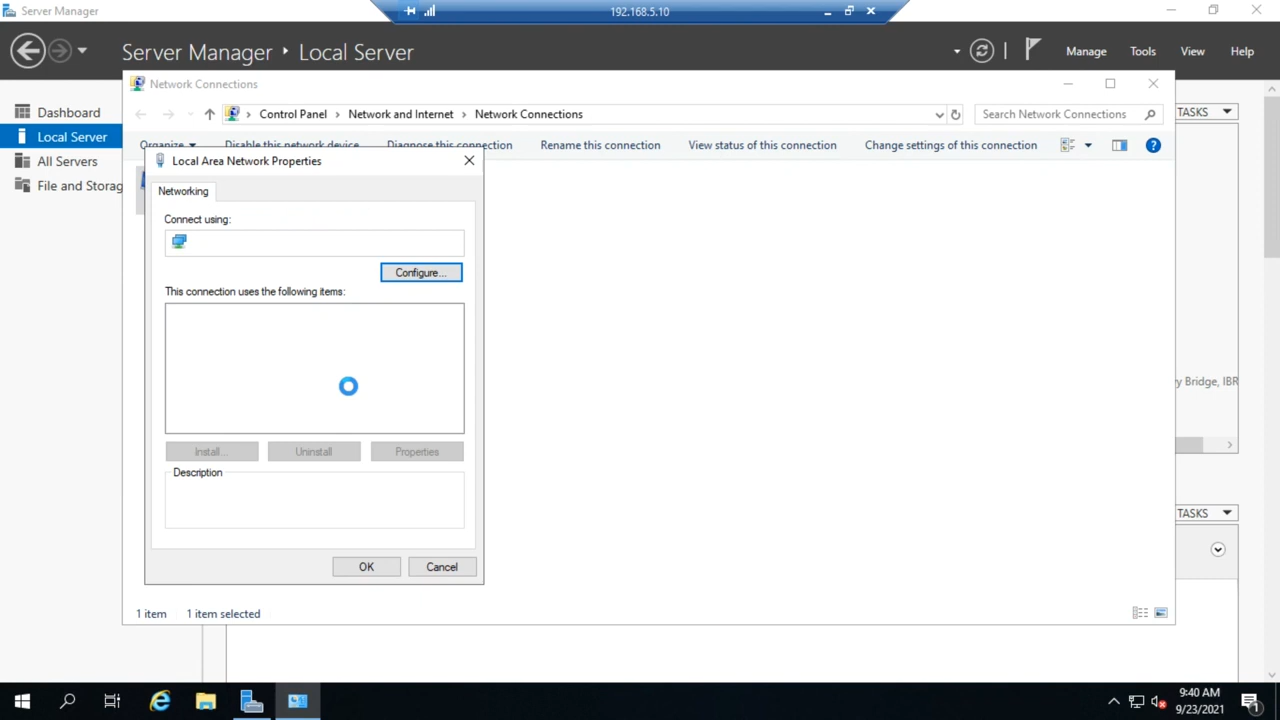 Server Manager
192.168.5.10
Server Manager Local Server
Manage Tools View Help
Network Connections
Dashboard
Local Server
All Servers
File and Storag
Control Panel Network and Internet Network Connections
Search Network Connections
TASKS
Organize Disable this network device Diagnose this connection Rename this connection View status of this connection Change settings of this connection
Local Area Network Properties
Networking
Connect using:
Configure...
This connection uses the following items:
y Bridge, IBR
Install... Uninstall Properties
Description
TASKS
OK Cancel
1 item 1 item selected
9:40 AM
9/23/2021
1